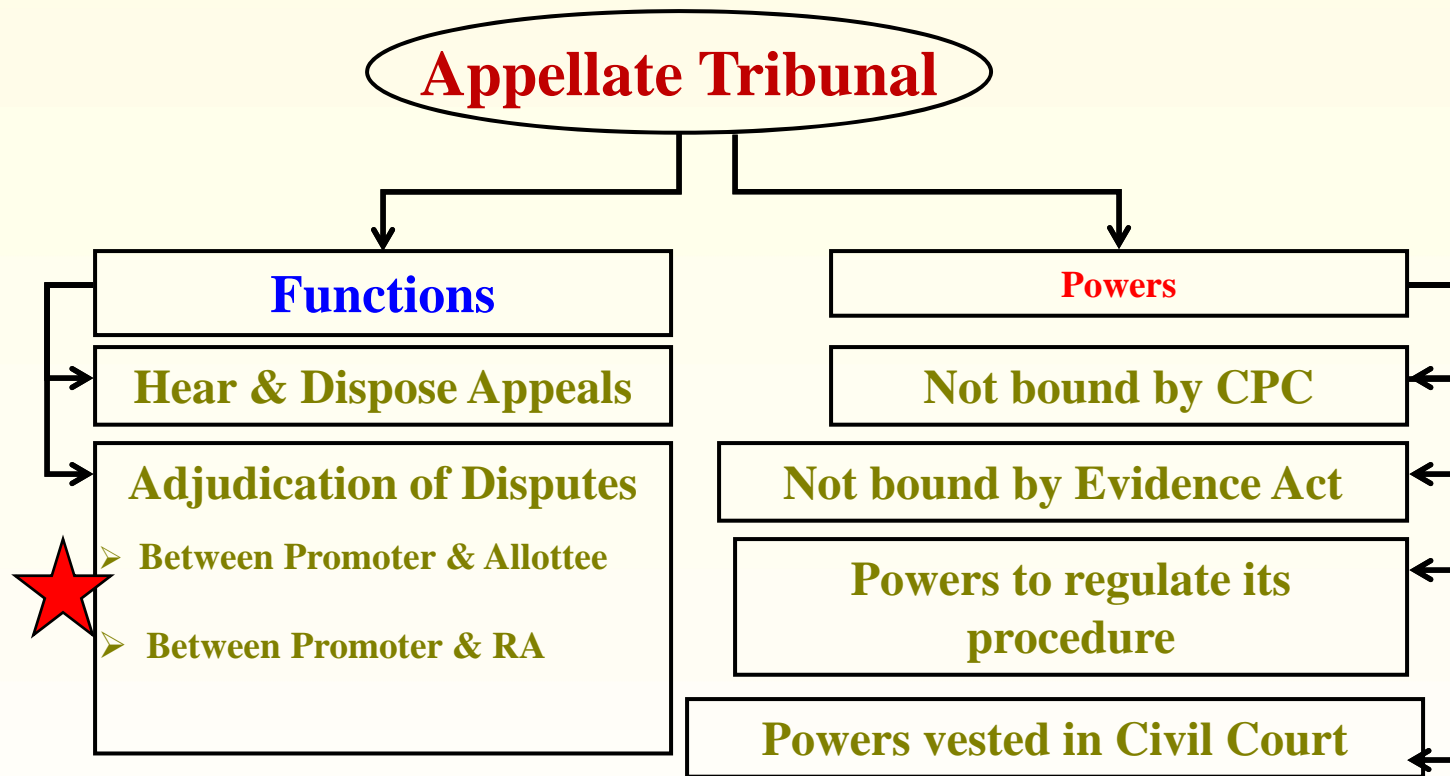 Appellate Tribunal
Functions
Hear & Dispose Appeals
Adjudication of Disputes
➢ Between Promoter & Allottee
➢ Between Promoter & RA
Powers
Not bound by CPC
Not bound by Evidence Act
Powers to regulate its
procedure
Powers vested in Civil Court